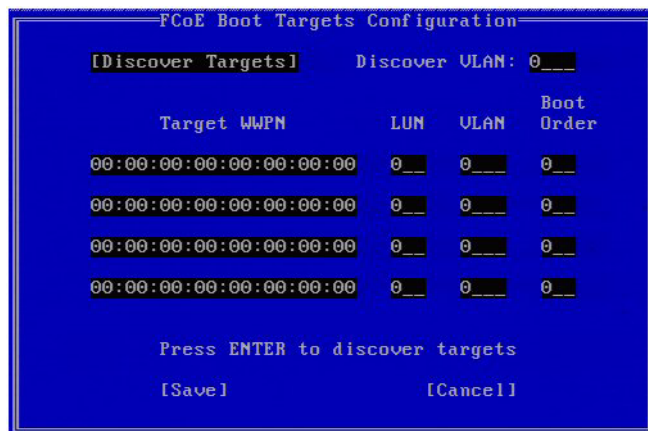 FCoE Boot Targets Configuration
[Discover Targets] Discover VLAN: 0___
Boot
Target WWPN LUN VLAN Order
00:00:00:00:00:00:00:00 0__ 0___ 0__
00:00:00:00:00:00:00:00 0__ 0___ 0__
00:00:00:00:00:00:00:00 0__ 0___ 0__
00:00:00:00:00:00:00:00 0__ 0___ 0__
Press ENTER to discover targets
[Save] [Cancel]